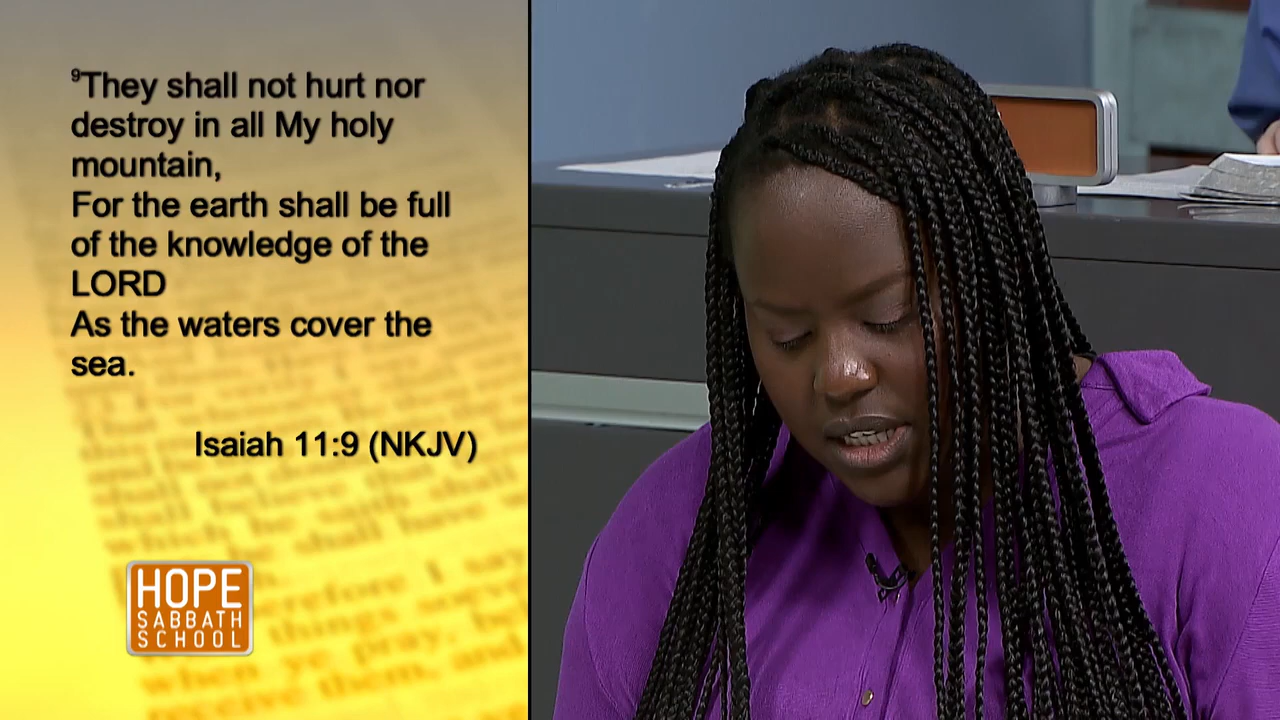 ⁹They shall not hurt nor
destroy in all My holy
mountain,
For the earth shall be full
of the knowledge of the
LORD
As the waters cover the
sea.
Isaiah 11:9 (NKJV)
HOPE
SABBATH
SCHOOL